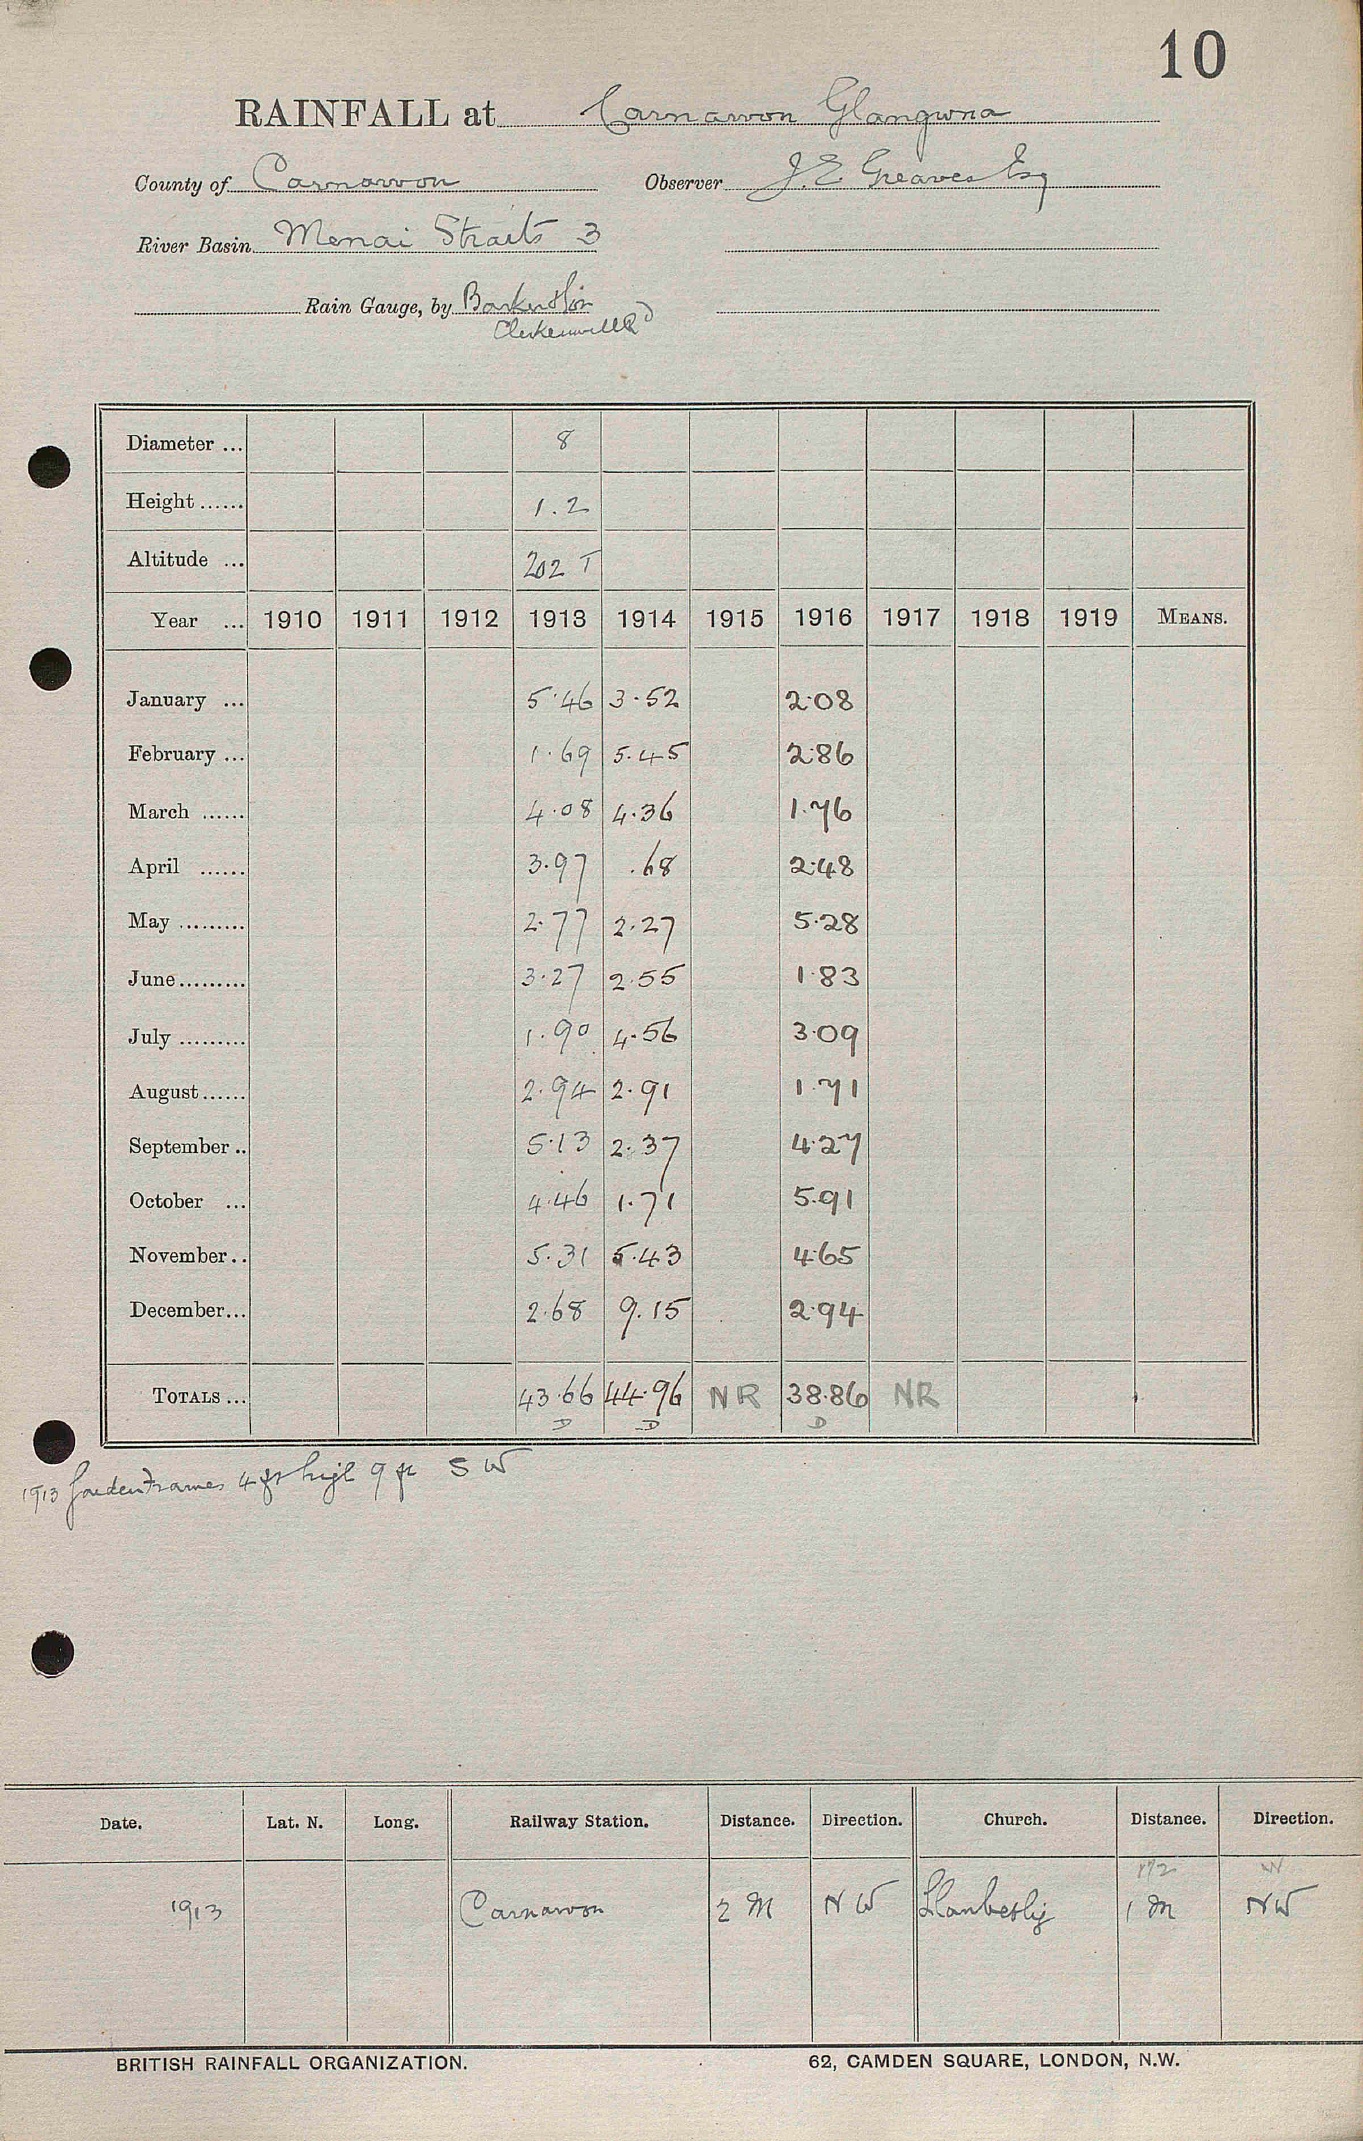 10
RAINFALL at Carnarvon Glangwna
County of Carnarvon Observer J. E. Greaves Esq
River Basin Menai Straits 3
Rain Gauge, by Barker & Son
Clerkenwell Rd
Diameter ... 8
Height ...... 1.2
Altitude ... 202 T
Year ... 1910 1911 1912 1913 1914 1915 1916 1917 1918 1919 MEANS.
January ... 5.46 3.52 2.08
February ... 1.69 5.45 2.86
March ...... 4.08 4.36 1.76
April ...... 3.97 .68 2.48
May ......... 2.77 2.27 5.28
June ......... 3.27 2.55 1.83
July ......... 1.90 4.56 3.09
August ...... 2.94 2.91 1.71
September .. 5.13 2.37 4.27
October ... 4.46 1.71 5.91
November .. 5.31 5.43 4.65
December ... 2.68 9.15 2.94
TOTALS ... 43.66 44.96 NR 38.86 NR
D D D
1913 Garden Frames 4 ft high 9 ft S W
Date. Lat. N. Long. Railway Station. Distance. Direction. Church. Distance. Direction.
1 1/2 W
1913 Carnarvon 2 M N W Llanbeblig 1 M NW
BRITISH RAINFALL ORGANIZATION. 62, CAMDEN SQUARE, LONDON, N.W.